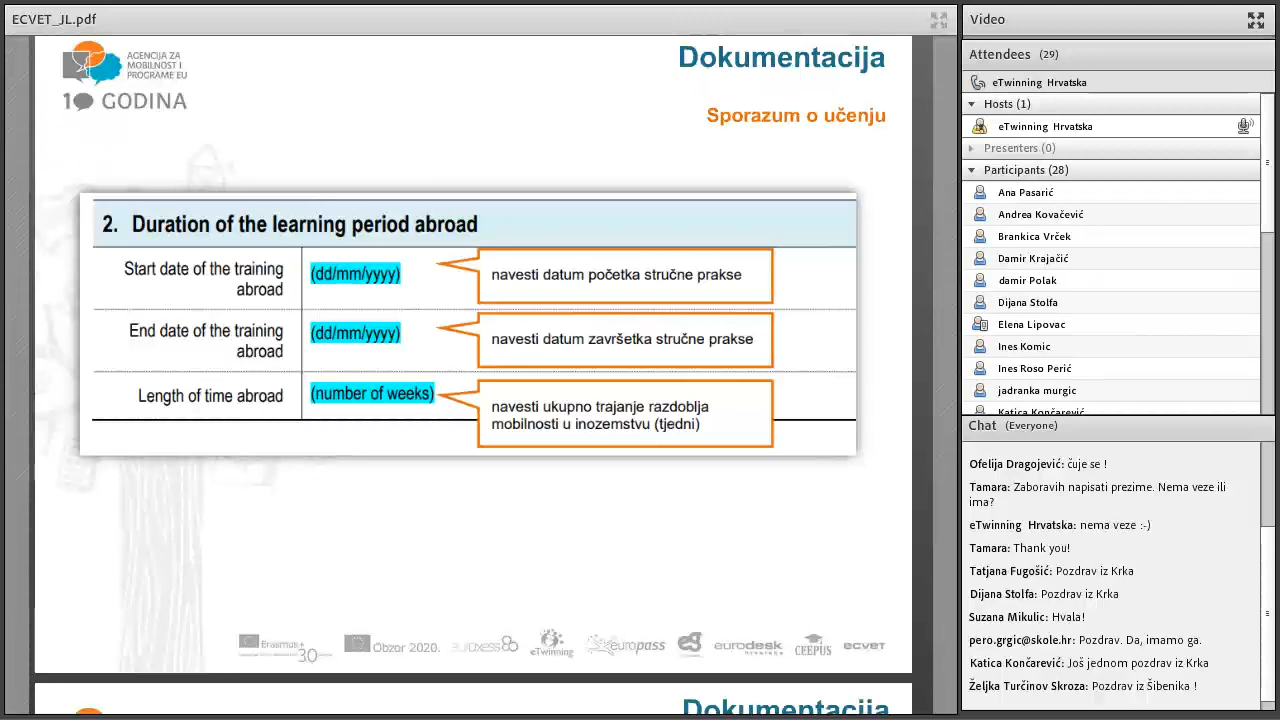 ECVET_JL.pdf
AGENCIJA ZA
MOBILNOST I
PROGRAME EU
10 GODINA
Dokumentacija
Sporazum o učenju
2. Duration of the learning period abroad
Start date of the training
abroad
(dd/mm/yyyy)
navesti datum početka stručne prakse
End date of the training
abroad
(dd/mm/yyyy)
navesti datum završetka stručne prakse
Length of time abroad
(number of weeks)
navesti ukupno trajanje razdoblja
mobilnosti u inozemstvu (tjedni)
Erasmus+
30
Obzor 2020.
eTwinning
europass
eurodesk
hrvatska
CEEPUS
ecvet
Dokumentacija
Video
Attendees (29)
eTwinning Hrvatska
Hosts (1)
eTwinning Hrvatska
Presenters (0)
Participants (28)
Ana Pasarić
Andrea Kovačević
Brankica Vrček
Damir Krajačić
damir Polak
Dijana Stolfa
Elena Lipovac
Ines Komic
Ines Roso Perić
jadranka murgic
Katica Končarević
Chat (Everyone)
Ofelija Dragojević: čuje se !
Tamara: Zaboravih napisati prezime. Nema veze ili
ima?
eTwinning Hrvatska: nema veze :-)
Tamara: Thank you!
Tatjana Fugošić: Pozdrav iz Krka
Dijana Stolfa: Pozdrav iz Krka
Suzana Mikulic: Hvala!
pero.grgic@skole.hr: Pozdrav. Da, imamo ga.
Katica Končarević: Još jednom pozdrav iz Krka
Željka Turčinov Skroza: Pozdrav iz Šibenika !